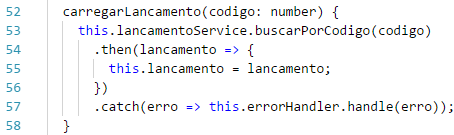 52 carregarLancamento(codigo: number) {
53 this.lancamentoService.buscarPorCodigo(codigo)
54 .then(lancamento => {
55 this.lancamento = lancamento;
56 })
57 .catch(erro => this.errorHandler.handle(erro));
58 }